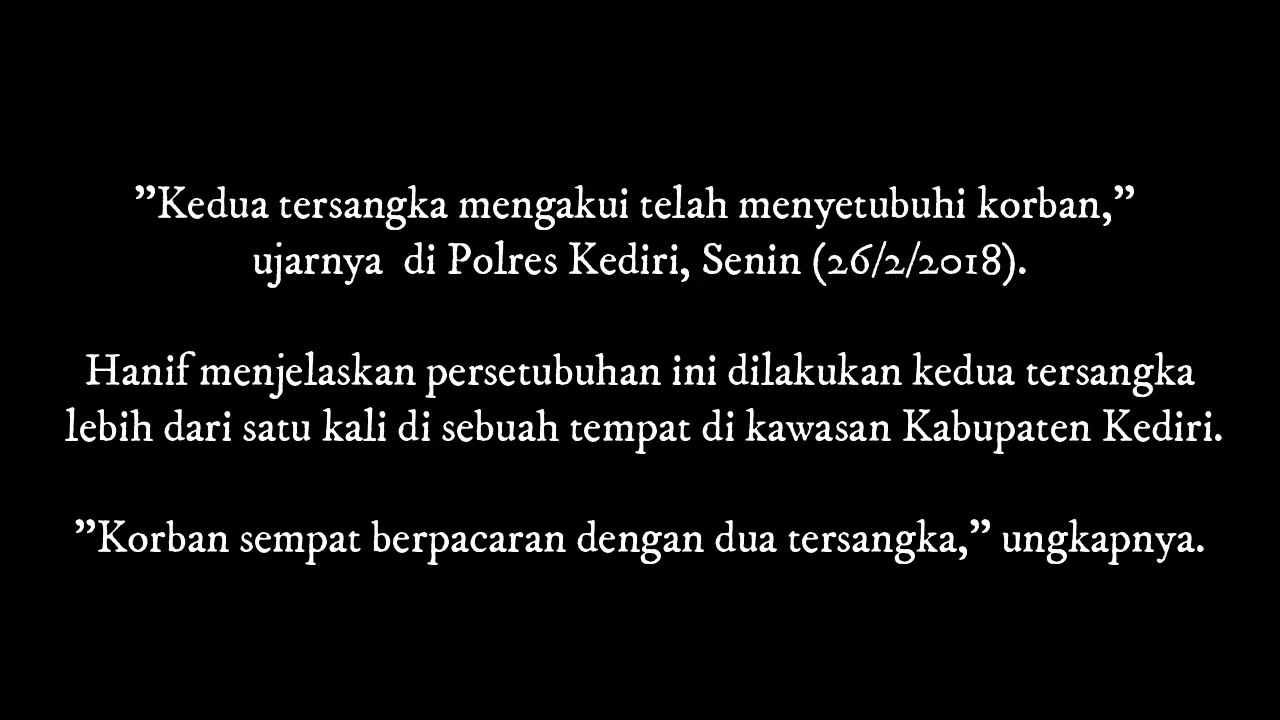 ”Kedua tersangka mengakui telah menyetubuhi korban,”
ujarnya di Polres Kediri, Senin (26/2/2018).
Hanif menjelaskan persetubuhan ini dilakukan kedua tersangka
lebih dari satu kali di sebuah tempat di kawasan Kabupaten Kediri.
”Korban sempat berpacaran dengan dua tersangka,” ungkapnya.